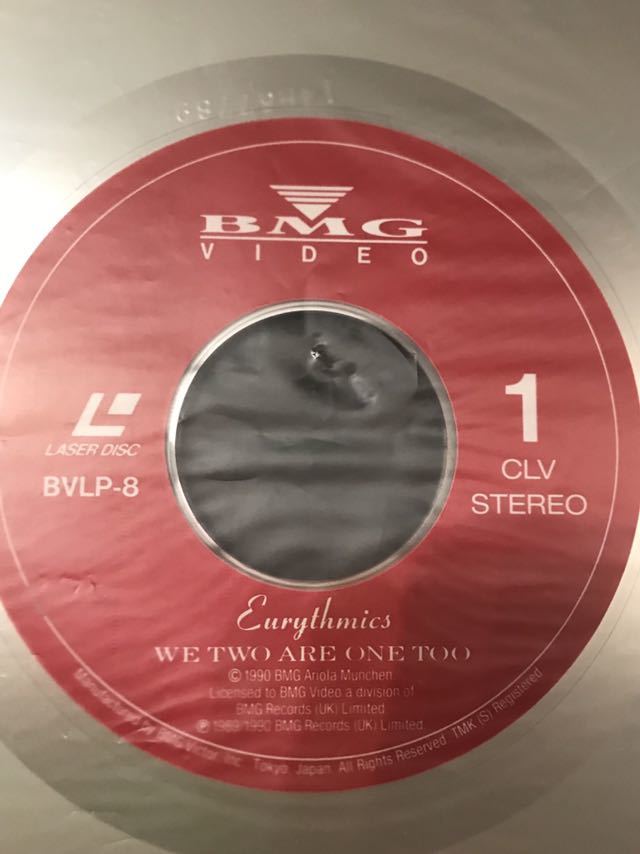 BMG
VIDEO
LASER DISC
BVLP-8
1
CLV
STEREO
Eurythmics
WE TWO ARE ONE TOO
© 1990 BMG Ariola Munchen
Licensed to BMG Video a division of
BMG Records (UK) Limited
℗ 1989/1990 BMG Records (UK) Limited
Manufactured by BMG Victor Inc. Tokyo, Japan. All Rights Reserved TMK (S) Registered